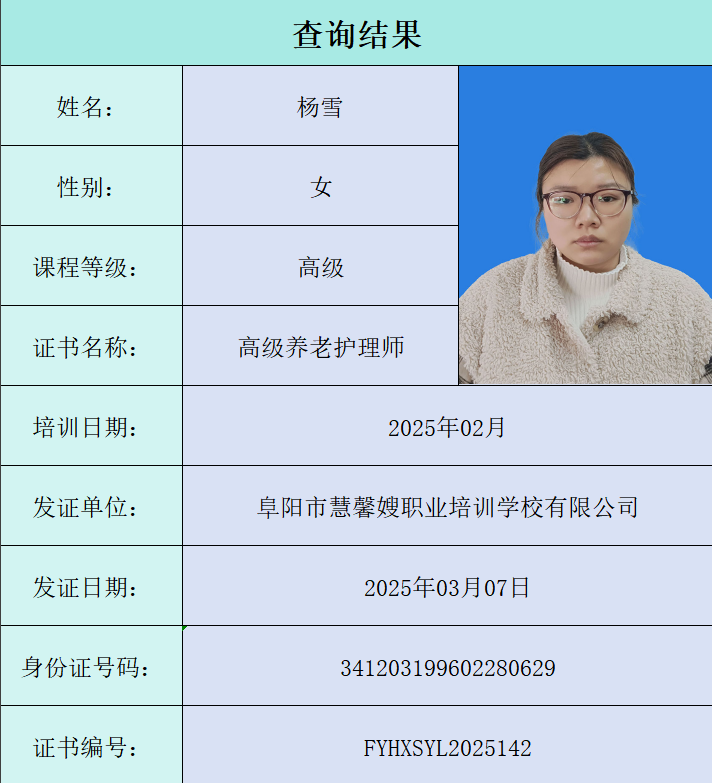 查询结果
姓名： 杨雪
性别： 女
课程等级： 高级
证书名称： 高级养老护理师
培训日期： 2025年02月
发证单位： 阜阳市慧馨嫂职业培训学校有限公司
发证日期： 2025年03月07日
身份证号码： 341203199602280629
证书编号： FYHXSYL2025142